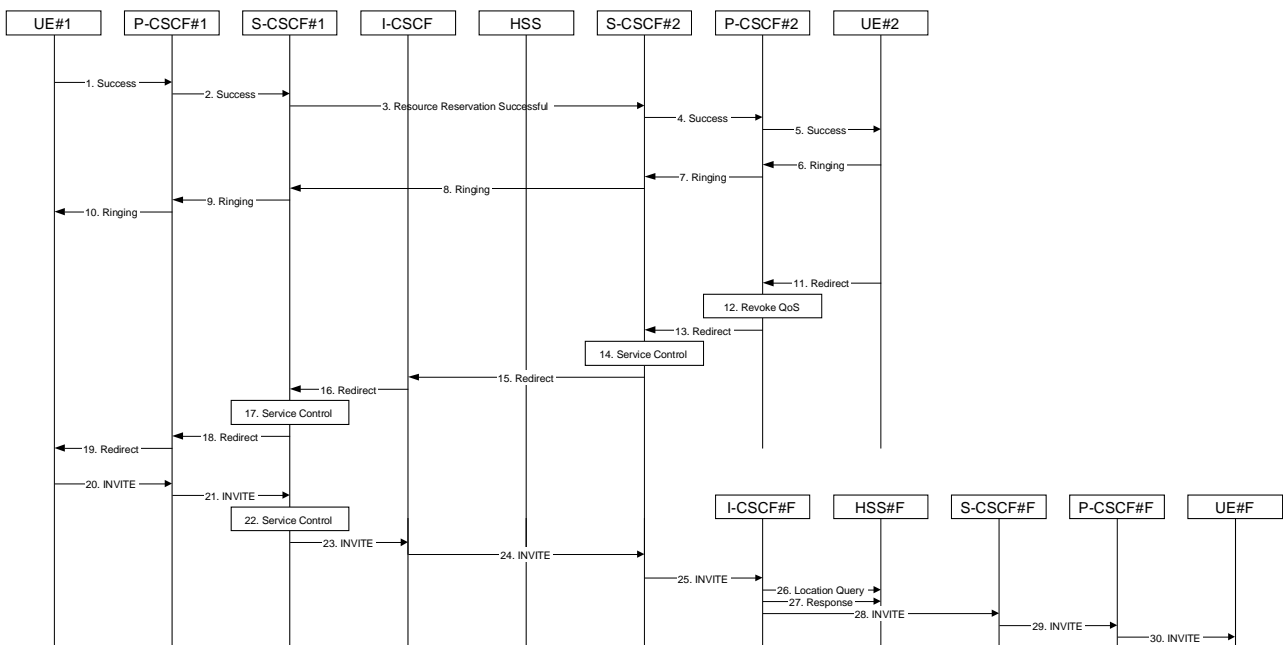 UE#1
P-CSCF#1
S-CSCF#1
I-CSCF
HSS
S-CSCF#2
P-CSCF#2
UE#2
1. Success
2. Success
3. Resource Reservation Successful
4. Success
5. Success
6. Ringing
7. Ringing
8. Ringing
9. Ringing
10. Ringing
11. Redirect
12. Revoke QoS
13. Redirect
14. Service Control
15. Redirect
16. Redirect
17. Service Control
18. Redirect
19. Redirect
20. INVITE
21. INVITE
22. Service Control
I-CSCF#F
HSS#F
S-CSCF#F
P-CSCF#F
UE#F
23. INVITE
24. INVITE
25. INVITE
26. Location Query
27. Response
28. INVITE
29. INVITE
30. INVITE